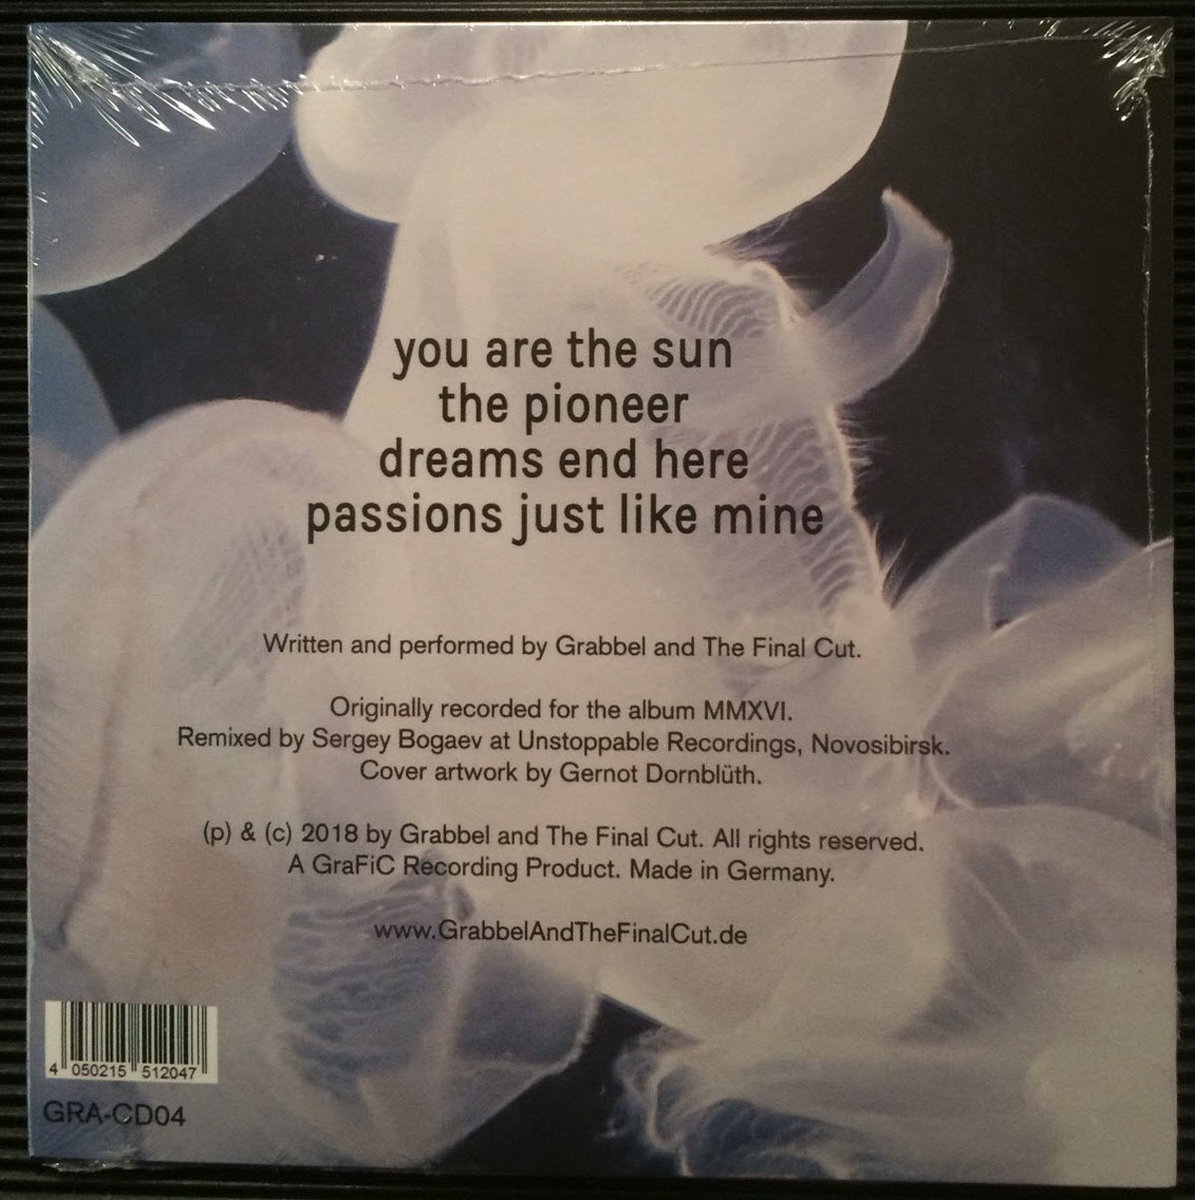 you are the sun
the pioneer
dreams end here
passions just like mine
Written and performed by Grabbel and The Final Cut.
Originally recorded for the album MMXVI.
Remixed by Sergey Bogaev at Unstoppable Recordings, Novosibirsk.
Cover artwork by Gernot Dornblüth.
(p) & (c) 2018 by Grabbel and The Final Cut. All rights reserved.
A GraFiC Recording Product. Made in Germany.
www.GrabbelAndTheFinalCut.de
4 050215 512047
GRA-CD04